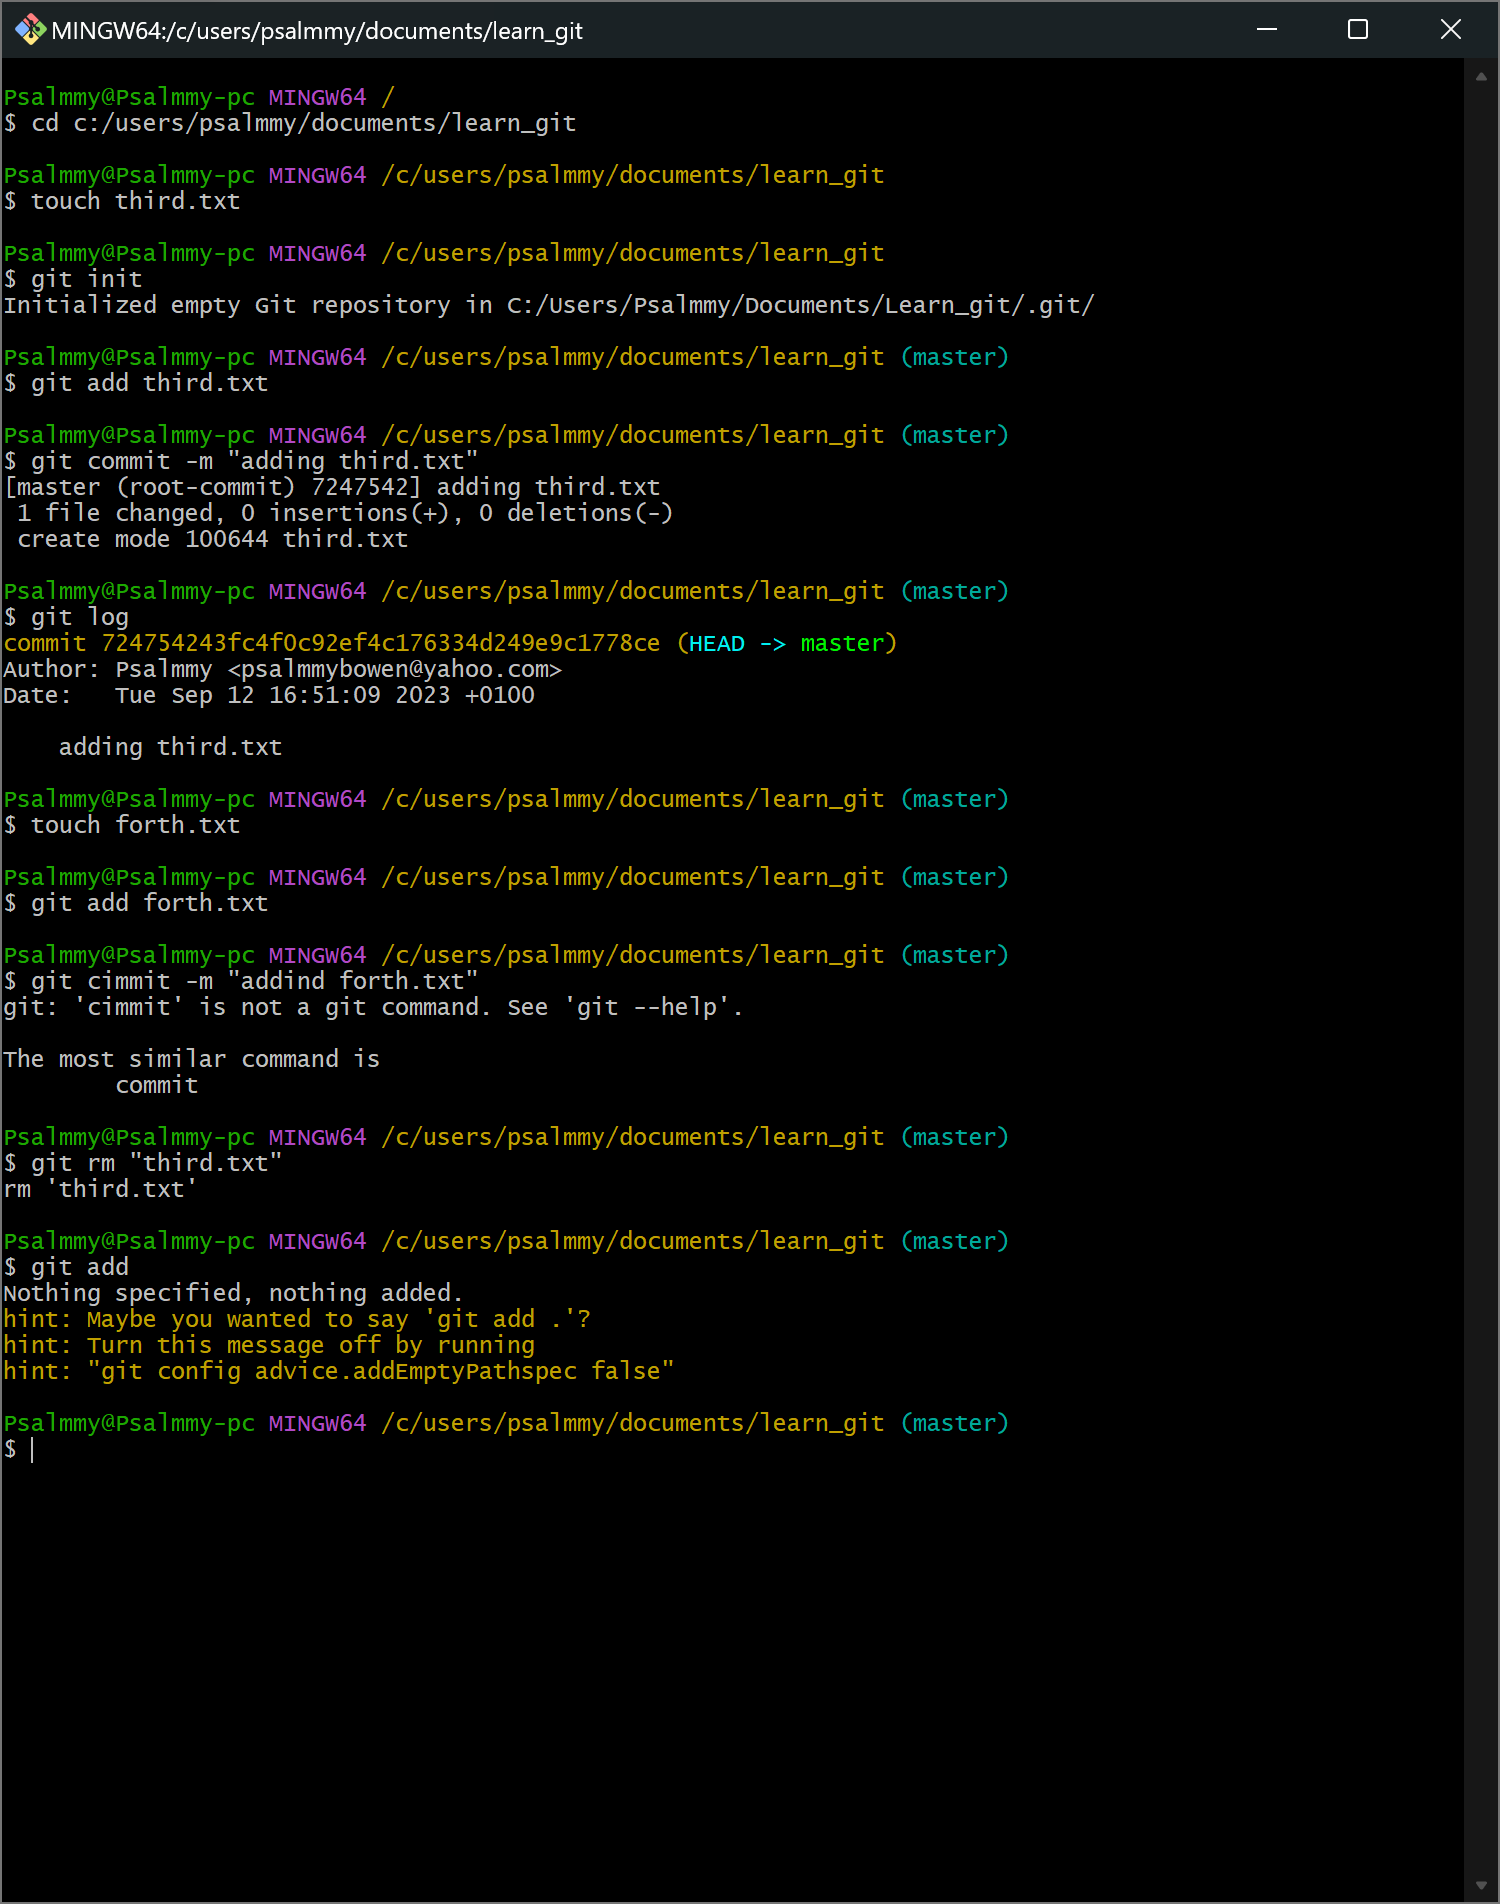 MINGW64:/c/users/psalmmy/documents/learn_git
Psalmmy@Psalmmy-pc MINGW64 /
$ cd c:/users/psalmmy/documents/learn_git
Psalmmy@Psalmmy-pc MINGW64 /c/users/psalmmy/documents/learn_git
$ touch third.txt
Psalmmy@Psalmmy-pc MINGW64 /c/users/psalmmy/documents/learn_git
$ git init
Initialized empty Git repository in C:/Users/Psalmmy/Documents/Learn_git/.git/
Psalmmy@Psalmmy-pc MINGW64 /c/users/psalmmy/documents/learn_git (master)
$ git add third.txt
Psalmmy@Psalmmy-pc MINGW64 /c/users/psalmmy/documents/learn_git (master)
$ git commit -m "adding third.txt"
[master (root-commit) 7247542] adding third.txt
 1 file changed, 0 insertions(+), 0 deletions(-)
 create mode 100644 third.txt
Psalmmy@Psalmmy-pc MINGW64 /c/users/psalmmy/documents/learn_git (master)
$ git log
commit 724754243fc4f0c92ef4c176334d249e9c1778ce (HEAD -> master)
Author: Psalmmy <psalmmybowen@yahoo.com>
Date:   Tue Sep 12 16:51:09 2023 +0100
    adding third.txt
Psalmmy@Psalmmy-pc MINGW64 /c/users/psalmmy/documents/learn_git (master)
$ touch forth.txt
Psalmmy@Psalmmy-pc MINGW64 /c/users/psalmmy/documents/learn_git (master)
$ git add forth.txt
Psalmmy@Psalmmy-pc MINGW64 /c/users/psalmmy/documents/learn_git (master)
$ git cimmit -m "addind forth.txt"
git: 'cimmit' is not a git command. See 'git --help'.
The most similar command is
        commit
Psalmmy@Psalmmy-pc MINGW64 /c/users/psalmmy/documents/learn_git (master)
$ git rm "third.txt"
rm 'third.txt'
Psalmmy@Psalmmy-pc MINGW64 /c/users/psalmmy/documents/learn_git (master)
$ git add
Nothing specified, nothing added.
hint: Maybe you wanted to say 'git add .'?
hint: Turn this message off by running
hint: "git config advice.addEmptyPathspec false"
Psalmmy@Psalmmy-pc MINGW64 /c/users/psalmmy/documents/learn_git (master)
$